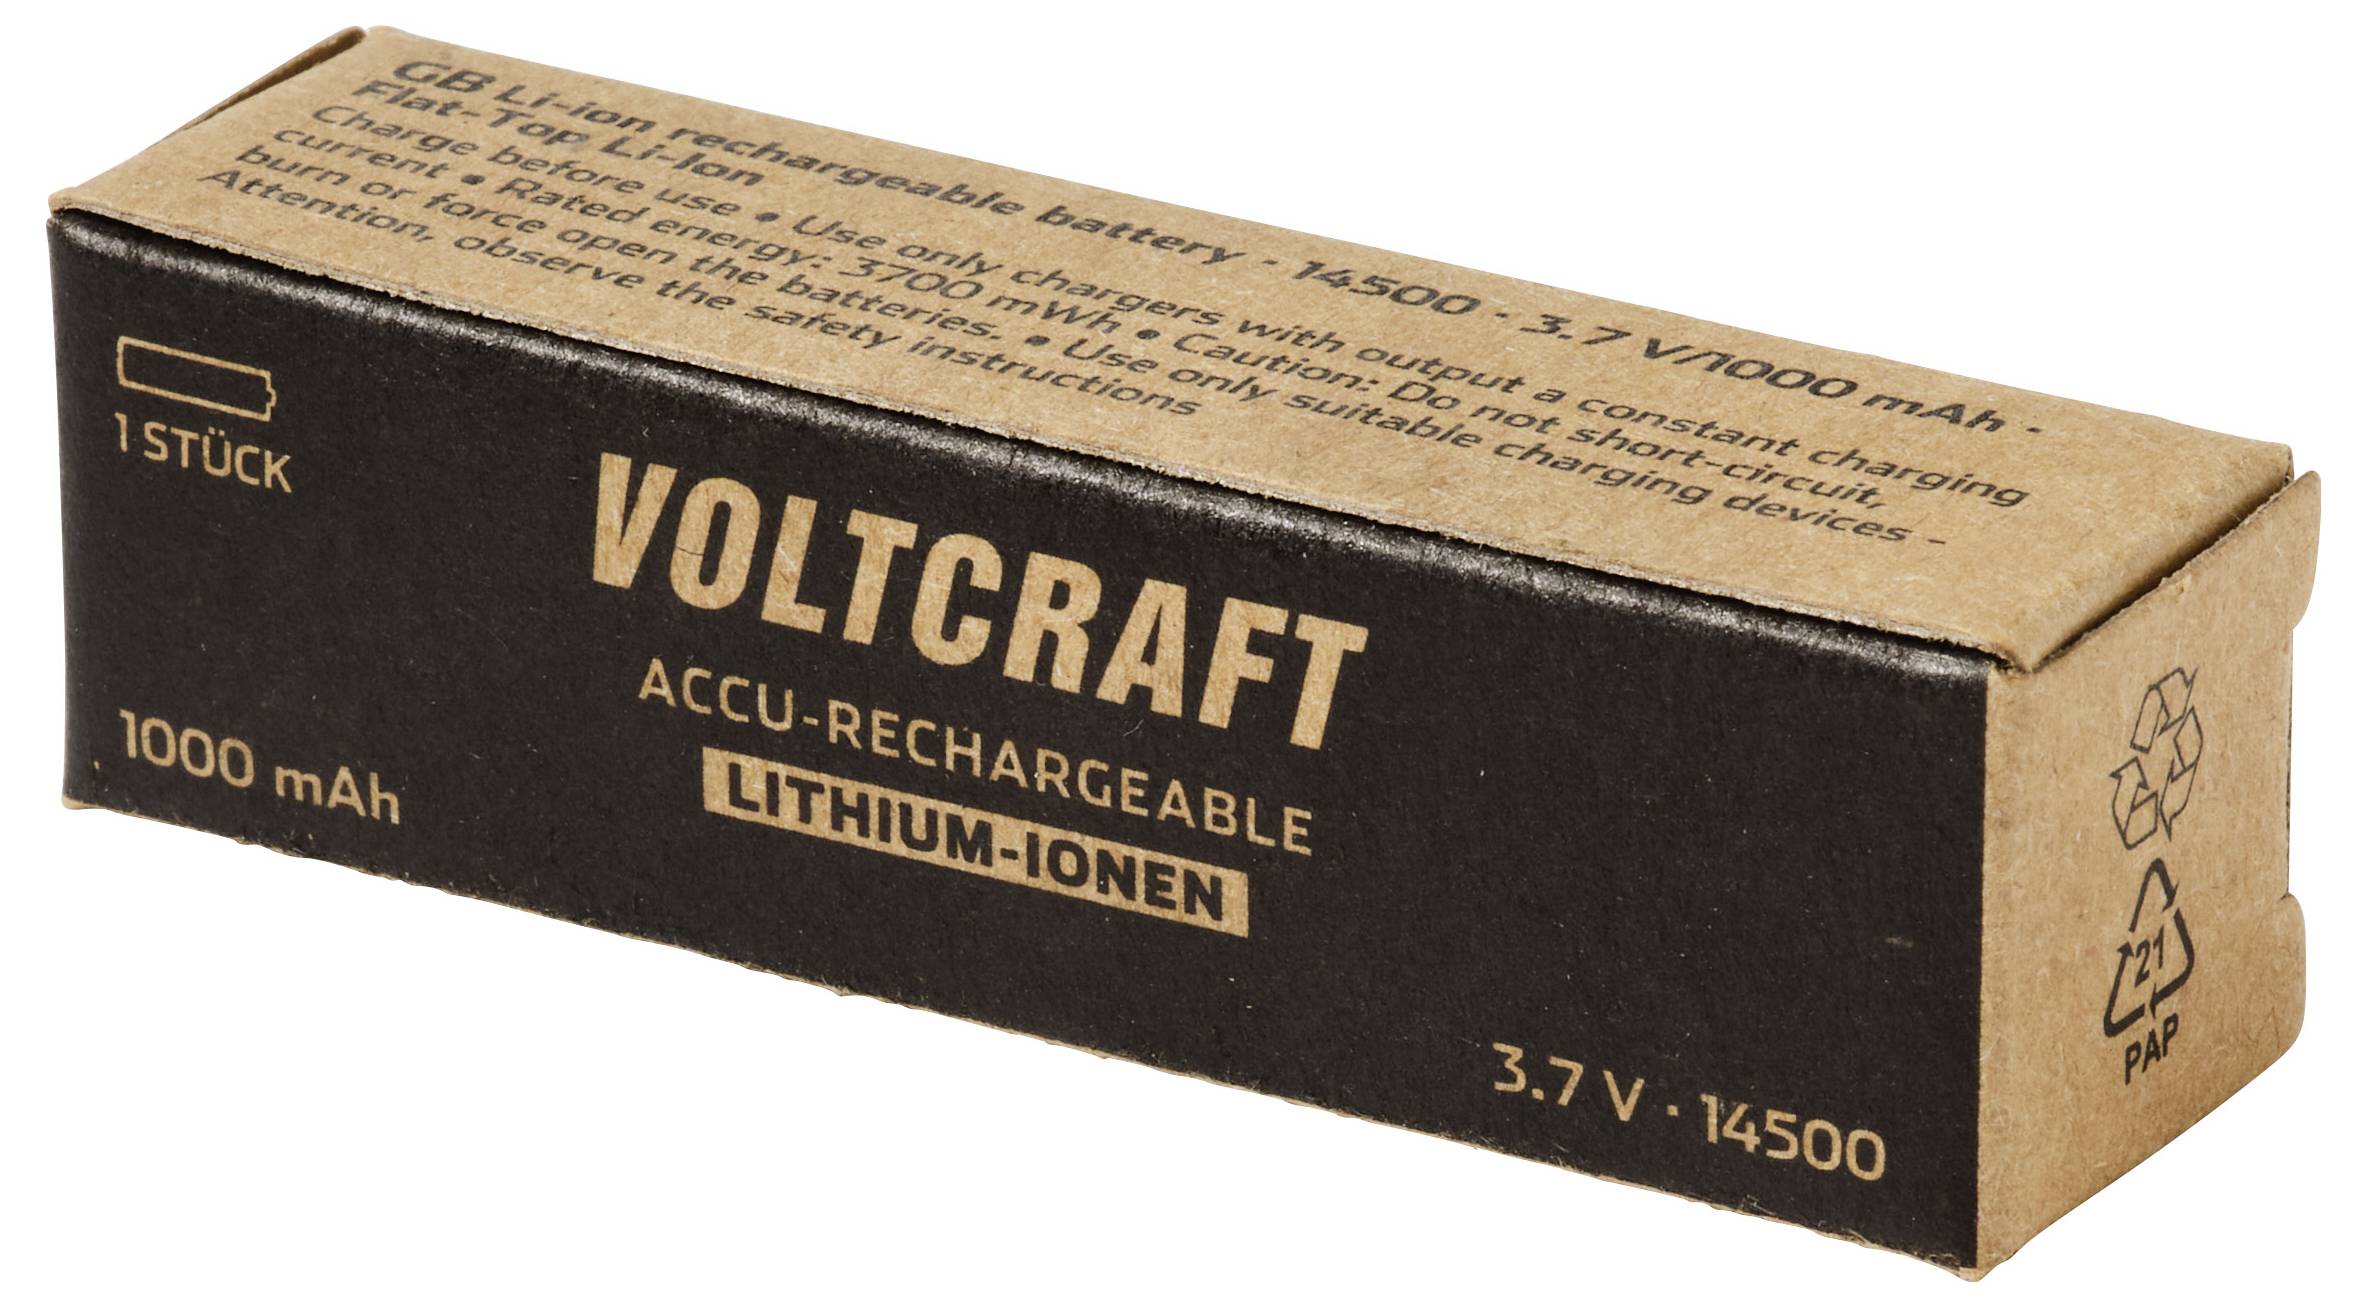 GB Li-ion rechargeable battery · 14500 · 3.7 V/1000 mAh -
Flat-Top Li-Ion
Charge before use • Use only chargers with output a constant charging
current • Rated energy: 3700 mWh • Caution: Do not short-circuit,
burn or force open the batteries. • Use only suitable charging devices -
Attention, observe the safety instructions
1 STÜCK
VOLTCRAFT
ACCU-RECHARGEABLE
LITHIUM-IONEN
1000 mAh
3.7 V · 14500
21
PAP